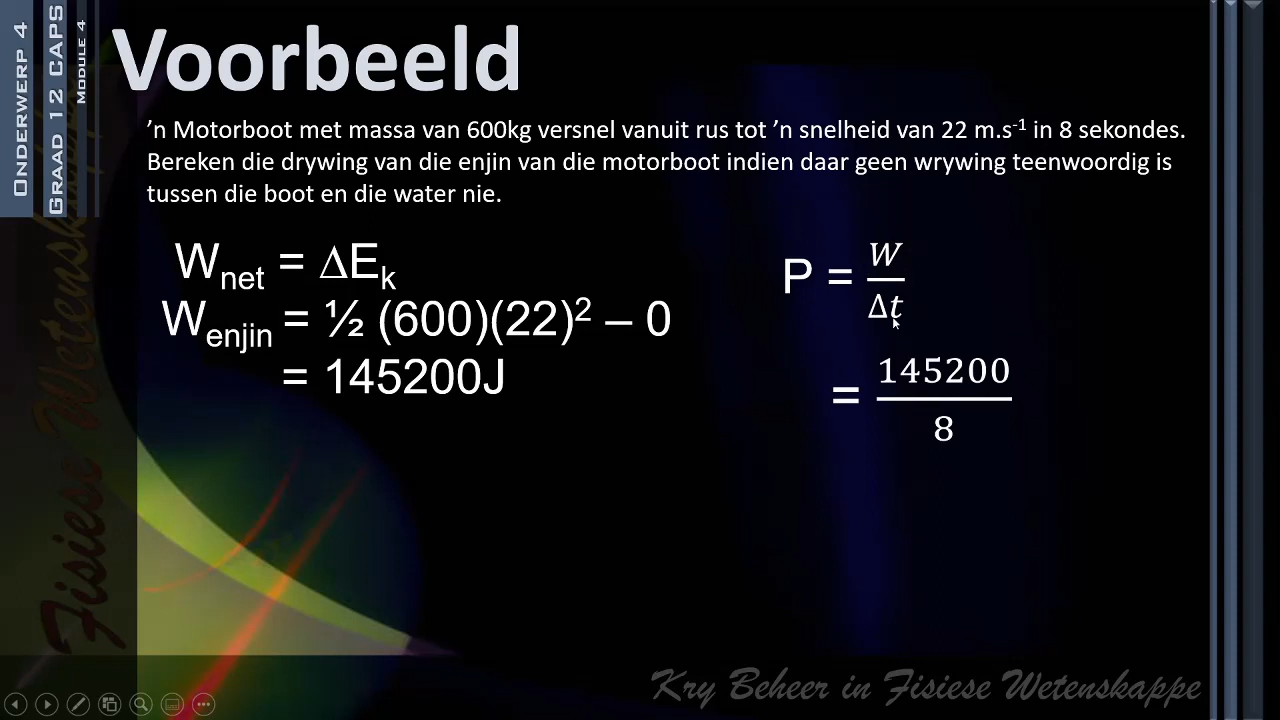 ONDERWERP 4
GRAAD 12 CAPS
MODULE 4
Voorbeeld
'n Motorboot met massa van 600kg versnel vanuit rus tot 'n snelheid van 22 m.s⁻¹ in 8 sekondes.
Bereken die drywing van die enjin van die motorboot indien daar geen wrywing teenwoordig is
tussen die boot en die water nie.
W_net = ΔE_k
W_enjin = ½ (600)(22)² – 0
= 145200J
P = W/Δt
= 145200/8
Fisiese Wetenskappe
Kry Beheer in Fisiese Wetenskappe